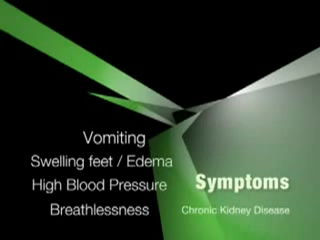 Vomiting
Swelling feet / Edema
High Blood Pressure
Breathlessness
Symptoms
Chronic Kidney Disease